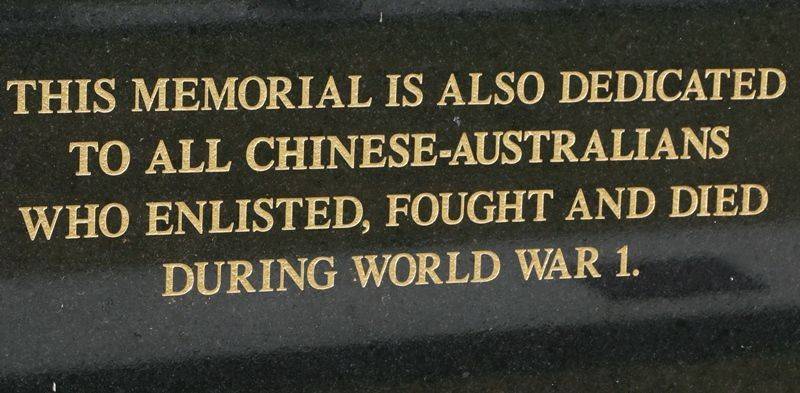 THIS MEMORIAL IS ALSO DEDICATED
TO ALL CHINESE-AUSTRALIANS
WHO ENLISTED, FOUGHT AND DIED
DURING WORLD WAR 1.